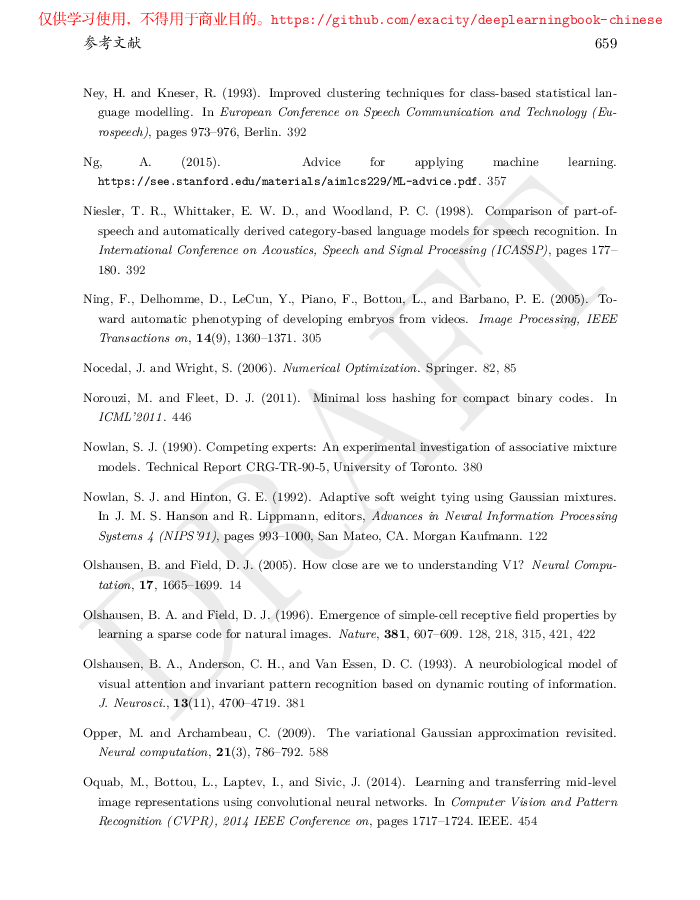 仅供学习使用，不得用于商业目的。https://github.com/exacity/deeplearningbook-chinese
参考文献 659
Ney, H. and Kneser, R. (1993). Improved clustering techniques for class-based statistical lan-
guage modelling. In European Conference on Speech Communication and Technology (Eu-
rospeech), pages 973–976, Berlin. 392
Ng, A. (2015). Advice for applying machine learning.
https://see.stanford.edu/materials/aimlcs229/ML-advice.pdf. 357
Niesler, T. R., Whittaker, E. W. D., and Woodland, P. C. (1998). Comparison of part-of-
speech and automatically derived category-based language models for speech recognition. In
International Conference on Acoustics, Speech and Signal Processing (ICASSP), pages 177–
180. 392
Ning, F., Delhomme, D., LeCun, Y., Piano, F., Bottou, L., and Barbano, P. E. (2005). To-
ward automatic phenotyping of developing embryos from videos. Image Processing, IEEE
Transactions on, 14(9), 1360–1371. 305
Nocedal, J. and Wright, S. (2006). Numerical Optimization. Springer. 82, 85
Norouzi, M. and Fleet, D. J. (2011). Minimal loss hashing for compact binary codes. In
ICML'2011. 446
Nowlan, S. J. (1990). Competing experts: An experimental investigation of associative mixture
models. Technical Report CRG-TR-90-5, University of Toronto. 380
Nowlan, S. J. and Hinton, G. E. (1992). Adaptive soft weight tying using Gaussian mixtures.
In J. M. S. Hanson and R. Lippmann, editors, Advances in Neural Information Processing
Systems 4 (NIPS'91), pages 993–1000, San Mateo, CA. Morgan Kaufmann. 122
Olshausen, B. and Field, D. J. (2005). How close are we to understanding V1? Neural Compu-
tation, 17, 1665–1699. 14
Olshausen, B. A. and Field, D. J. (1996). Emergence of simple-cell receptive field properties by
learning a sparse code for natural images. Nature, 381, 607–609. 128, 218, 315, 421, 422
Olshausen, B. A., Anderson, C. H., and Van Essen, D. C. (1993). A neurobiological model of
visual attention and invariant pattern recognition based on dynamic routing of information.
J. Neurosci., 13(11), 4700–4719. 381
Opper, M. and Archambeau, C. (2009). The variational Gaussian approximation revisited.
Neural computation, 21(3), 786–792. 588
Oquab, M., Bottou, L., Laptev, I., and Sivic, J. (2014). Learning and transferring mid-level
image representations using convolutional neural networks. In Computer Vision and Pattern
Recognition (CVPR), 2014 IEEE Conference on, pages 1717–1724. IEEE. 454
DRAFT